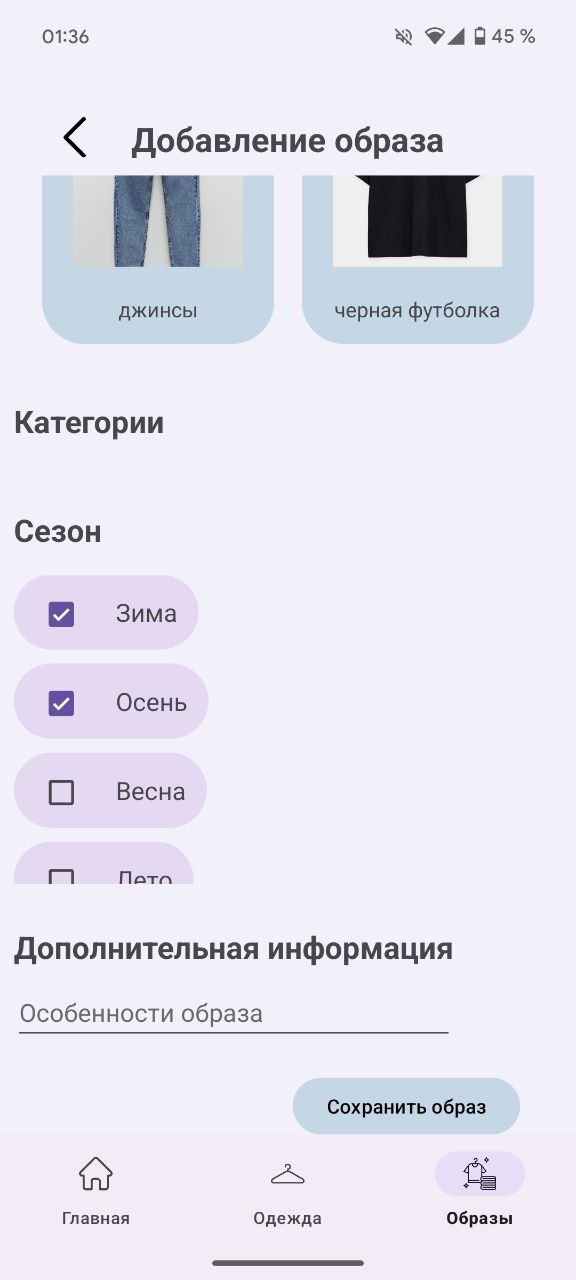 01:36
45 %
Добавление образа
джинсы
черная футболка
Категории
Сезон
Зима
Осень
Весна
Лето
Дополнительная информация
Особенности образа
Сохранить образ
Главная
Одежда
Образы